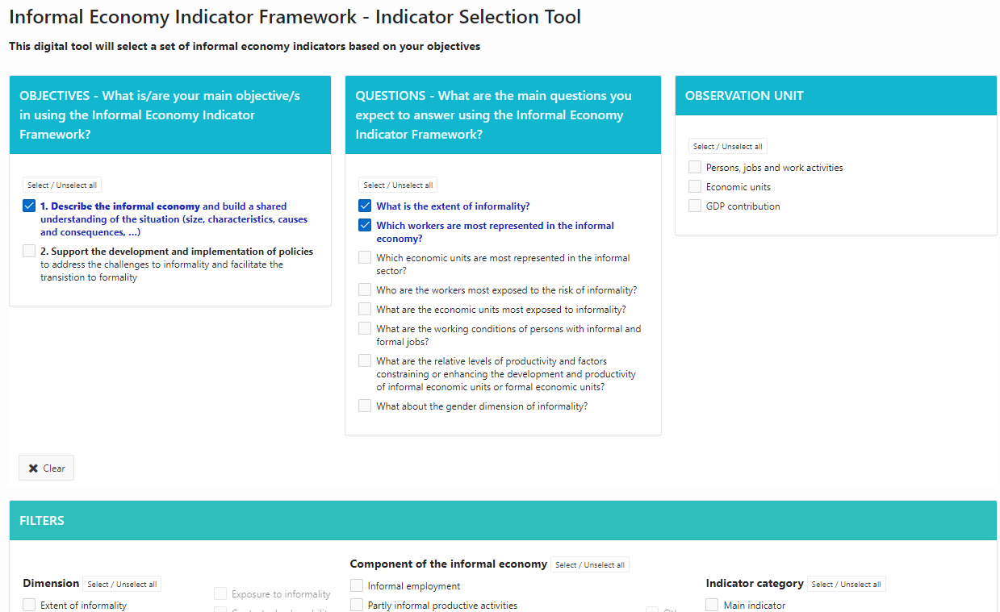 Informal Economy Indicator Framework - Indicator Selection Tool
This digital tool will select a set of informal economy indicators based on your objectives
OBJECTIVES - What is/are your main objective/s
in using the Informal Economy Indicator
Framework?
Select / Unselect all
1. Describe the informal economy and build a shared
understanding of the situation (size, characteristics, causes
and consequences, ...)
2. Support the development and implementation of policies
to address the challenges to informality and facilitate the
transistion to formality
QUESTIONS - What are the main questions you
expect to answer using the Informal Economy
Indicator Framework?
Select / Unselect all
What is the extent of informality?
Which workers are most represented in the informal
economy?
Which economic units are most represented in the informal
sector?
Who are the workers most exposed to the risk of informality?
What are the economic units most exposed to informality?
What are the working conditions of persons with informal and
formal jobs?
What are the relative levels of productivity and factors
constraining or enhancing the development and productivity
of informal economic units or formal economic units?
What about the gender dimension of informality?
OBSERVATION UNIT
Select / Unselect all
Persons, jobs and work activities
Economic units
GDP contribution
Clear
FILTERS
Dimension Select / Unselect all
Extent of informality
Exposure to informality
Component of the informal economy Select / Unselect all
Informal employment
Partly informal productive activities
Indicator category Select / Unselect all
Main indicator